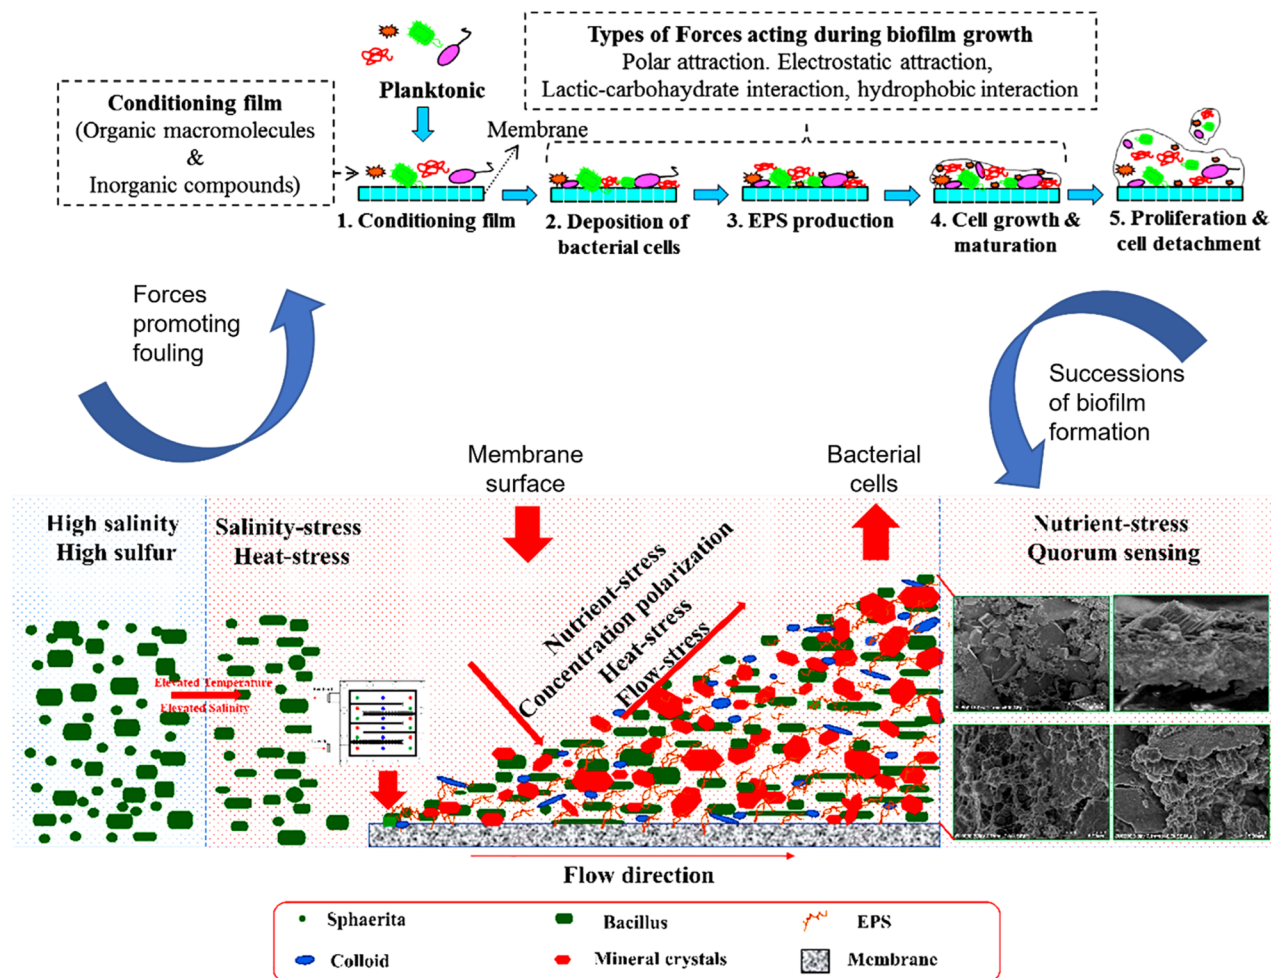 Types of Forces acting during biofilm growth
Polar attraction. Electrostatic attraction,
Lactic-carbohaydrate interaction, hydrophobic interaction
Planktonic
Conditioning film
(Organic macromolecules
&
Inorganic compounds)
Membrane
1. Conditioning film
2. Deposition of
bacterial cells
3. EPS production
4. Cell growth &
maturation
5. Proliferation &
cell detachment
Forces
promoting
fouling
Successions
of biofilm
formation
Membrane
surface
Bacterial
cells
High salinity
High sulfur
Salinity-stress
Heat-stress
Nutrient-stress
Concentration polarization
Heat-stress
Flow-stress
Nutrient-stress
Quorum sensing
Elevated Temperature
Elevated Salinity
Flow direction
Sphaerita
Bacillus
EPS
Colloid
Mineral crystals
Membrane